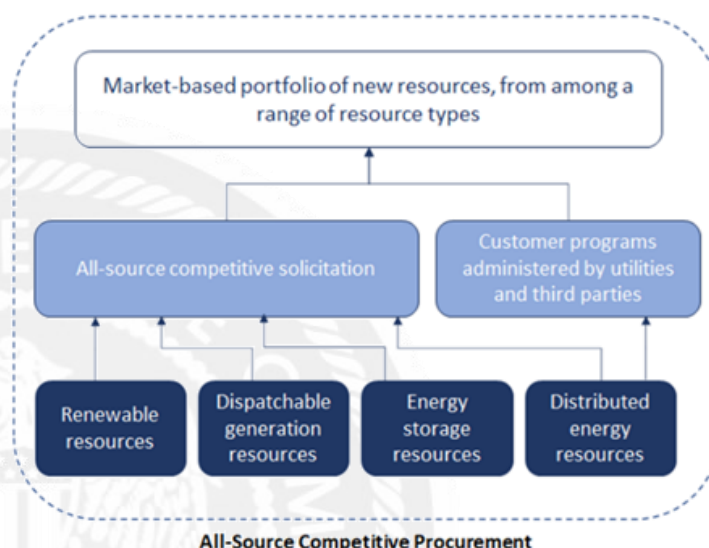 Market-based portfolio of new resources, from among a
range of resource types
All-source competitive solicitation
Customer programs
administered by utilities
and third parties
Renewable
resources
Dispatchable
generation
resources
Energy
storage
resources
Distributed
energy
resources
All-Source Competitive Procurement